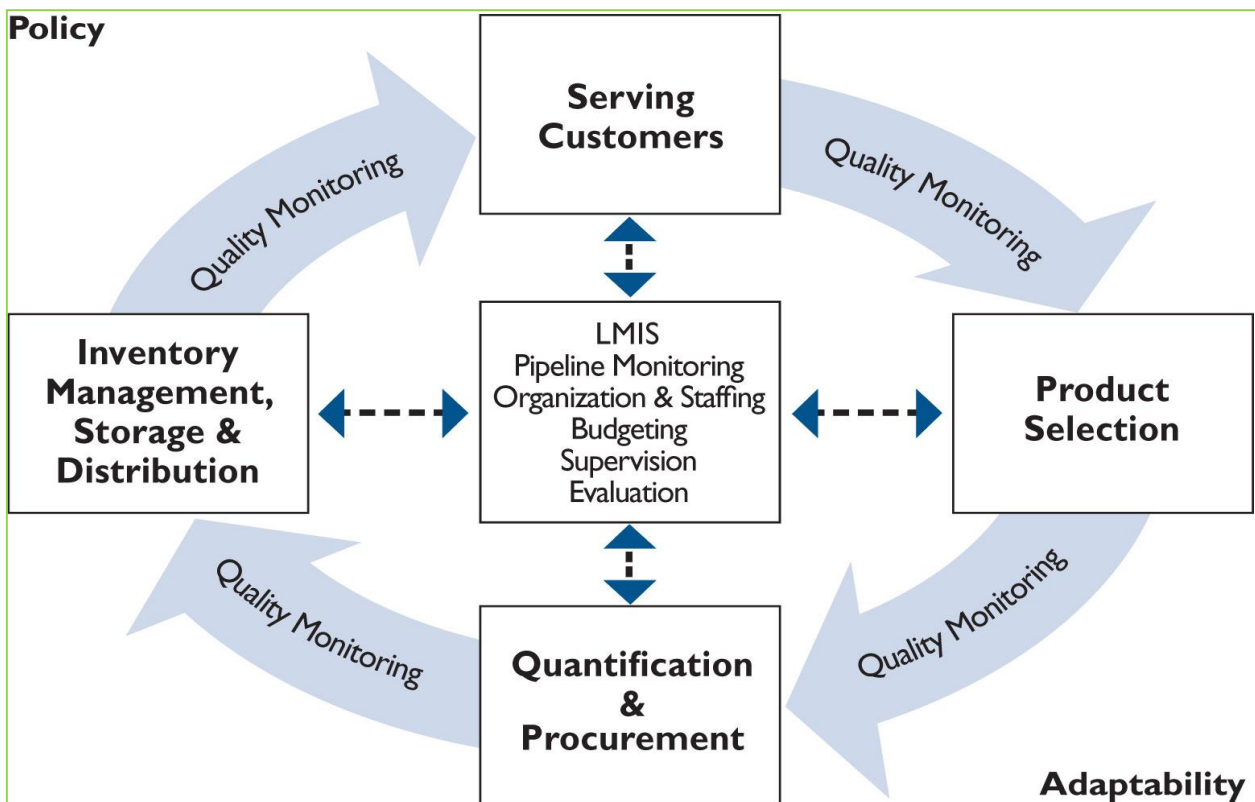 Policy
Serving
Customers
Quality Monitoring
Quality Monitoring
Inventory
Management,
Storage &
Distribution
LMIS
Pipeline Monitoring
Organization & Staffing
Budgeting
Supervision
Evaluation
Product
Selection
Quality Monitoring
Quality Monitoring
Quantification
&
Procurement
Adaptability